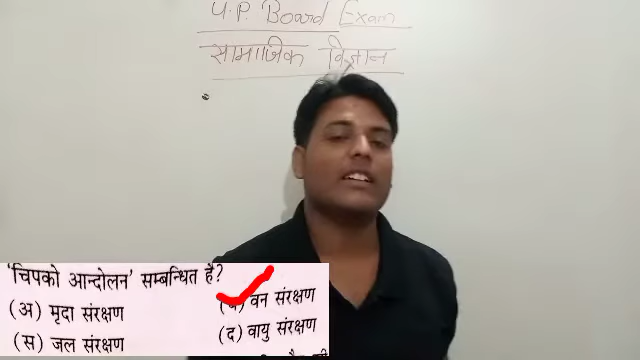 U.P. Board Exam
सामाजिक विज्ञान
'चिपको आन्दोलन' सम्बन्धित है?
(अ) मृदा संरक्षण
(ब) वन संरक्षण
(स) जल संरक्षण
(द) वायु संरक्षण